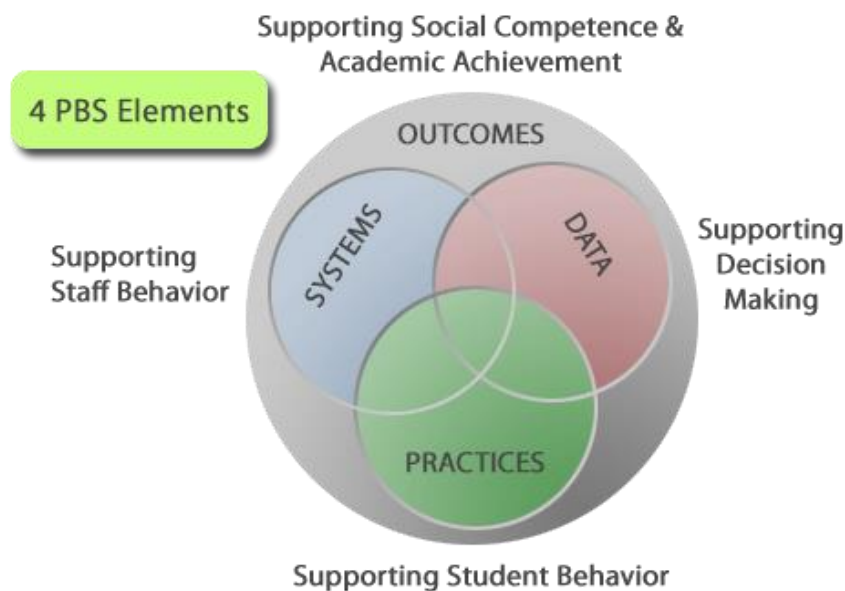 Supporting Social Competence &
Academic Achievement
4 PBS Elements
OUTCOMES
SYSTEMS
DATA
Supporting
Staff Behavior
Supporting
Decision
Making
PRACTICES
Supporting Student Behavior